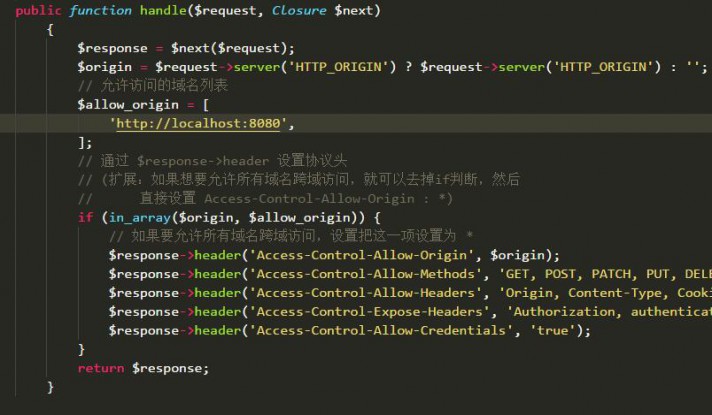 public function handle($request, Closure $next)
{
$response = $next($request);
$origin = $request->server('HTTP_ORIGIN') ? $request->server('HTTP_ORIGIN') : '';
// 允许访问的域名列表
$allow_origin = [
'http://localhost:8080',
];
// 通过 $response->header 设置协议头
// (扩展：如果想要允许所有域名跨域访问，就可以去掉if判断，然后
// 直接设置 Access-Control-Allow-Origin : *)
if (in_array($origin, $allow_origin)) {
// 如果要允许所有域名跨域访问，设置把这一项设置为 *
$response->header('Access-Control-Allow-Origin', $origin);
$response->header('Access-Control-Allow-Methods', 'GET, POST, PATCH, PUT, DELE
$response->header('Access-Control-Allow-Headers', 'Origin, Content-Type, Cooki
$response->header('Access-Control-Expose-Headers', 'Authorization, authenticat
$response->header('Access-Control-Allow-Credentials', 'true');
}
return $response;
}